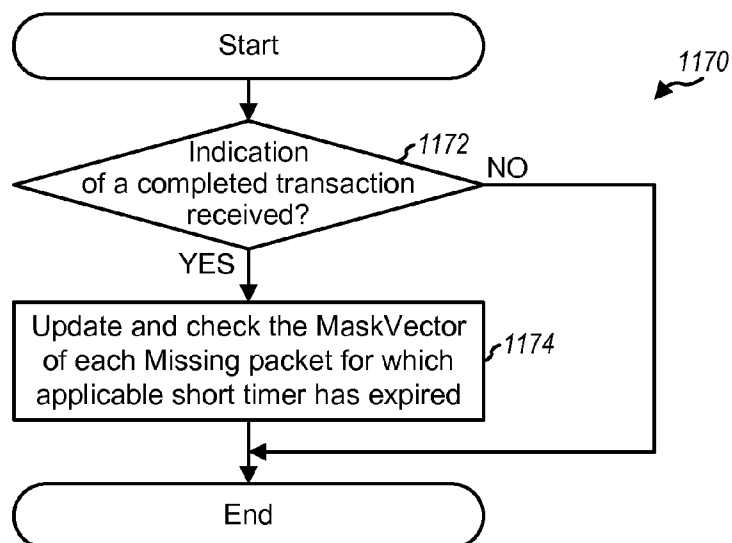 Start
1170
Indication
of a completed transaction
received?
1172
NO
YES
Update and check the MaskVector
of each Missing packet for which
applicable short timer has expired
1174
End